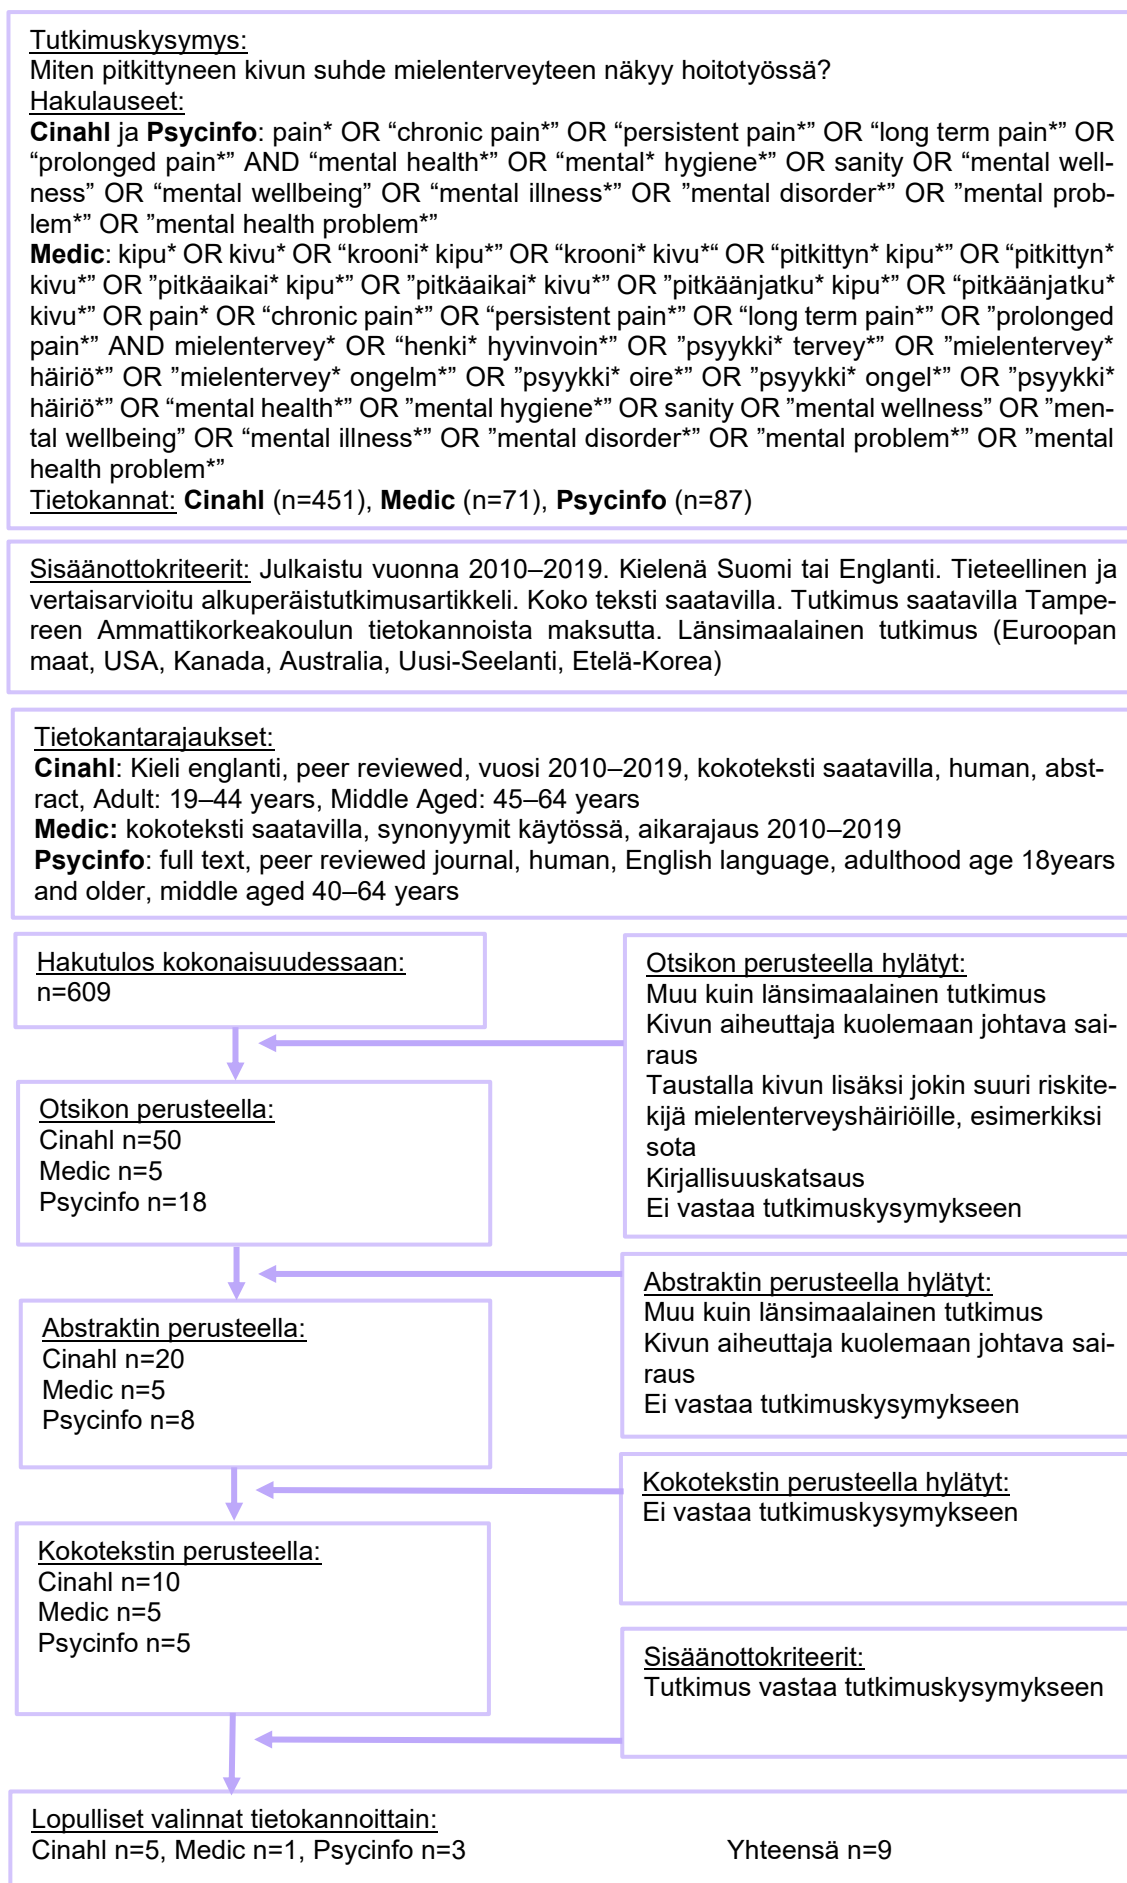 Tutkimuskysymys:
Miten pitkittyneen kivun suhde mielenterveyteen näkyy hoitotyössä?
Hakulauseet:
Cinahl ja Psycinfo: pain* OR “chronic pain*” OR “persistent pain*” OR “long term pain*” OR
“prolonged pain*” AND “mental health*” OR “mental* hygiene*” OR sanity OR “mental well-
ness” OR “mental wellbeing” OR “mental illness*” OR ”mental disorder*” OR ”mental prob-
lem*” OR ”mental health problem*”
Medic: kipu* OR kivu* OR “krooni* kipu*” OR “krooni* kivu*“ OR “pitkittyn* kipu*” OR “pitkittyn*
kivu*” OR ”pitkäaikai* kipu*” OR ”pitkäaikai* kivu*” OR ”pitkäänjatku* kipu*” OR “pitkäänjatku*
kivu*” OR pain* OR “chronic pain*” OR “persistent pain*” OR “long term pain*” OR ”prolonged
pain*” AND mielentervey* OR “henki* hyvinvoin*” OR ”psyykki* tervey*” OR ”mielentervey*
häiriö*” OR ”mielentervey* ongelm*” OR ”psyykki* oire*” OR ”psyykki* ongel*” OR ”psyykki*
häiriö*” OR “mental health*” OR ”mental hygiene*” OR sanity OR ”mental wellness” OR ”men-
tal wellbeing” OR “mental illness*” OR ”mental disorder*” OR ”mental problem*” OR ”mental
health problem*”
Tietokannat: Cinahl (n=451), Medic (n=71), Psycinfo (n=87)
Sisäänottokriteerit: Julkaistu vuonna 2010–2019. Kielenä Suomi tai Englanti. Tieteellinen ja
vertaisarvioitu alkuperäistutkimusartikkeli. Koko teksti saatavilla. Tutkimus saatavilla Tampe-
reen Ammattikorkeakoulun tietokannoista maksutta. Länsimaalainen tutkimus (Euroopan
maat, USA, Kanada, Australia, Uusi-Seelanti, Etelä-Korea)
Tietokantarajaukset:
Cinahl: Kieli englanti, peer reviewed, vuosi 2010–2019, kokoteksti saatavilla, human, abst-
ract, Adult: 19–44 years, Middle Aged: 45–64 years
Medic: kokoteksti saatavilla, synonyymit käytössä, aikarajaus 2010–2019
Psycinfo: full text, peer reviewed journal, human, English language, adulthood age 18years
and older, middle aged 40–64 years
Hakutulos kokonaisuudessaan:
n=609
Otsikon perusteella hylätyt:
Muu kuin länsimaalainen tutkimus
Kivun aiheuttaja kuolemaan johtava sai-
raus
Taustalla kivun lisäksi jokin suuri riskite-
kijä mielenterveyshäiriöille, esimerkiksi
sota
Kirjallisuuskatsaus
Ei vastaa tutkimuskysymykseen
Otsikon perusteella:
Cinahl n=50
Medic n=5
Psycinfo n=18
Abstraktin perusteella hylätyt:
Muu kuin länsimaalainen tutkimus
Kivun aiheuttaja kuolemaan johtava sai-
raus
Ei vastaa tutkimuskysymykseen
Abstraktin perusteella:
Cinahl n=20
Medic n=5
Psycinfo n=8
Kokotekstin perusteella hylätyt:
Ei vastaa tutkimuskysymykseen
Kokotekstin perusteella:
Cinahl n=10
Medic n=5
Psycinfo n=5
Sisäänottokriteerit:
Tutkimus vastaa tutkimuskysymykseen
Lopulliset valinnat tietokannoittain:
Cinahl n=5, Medic n=1, Psycinfo n=3 Yhteensä n=9